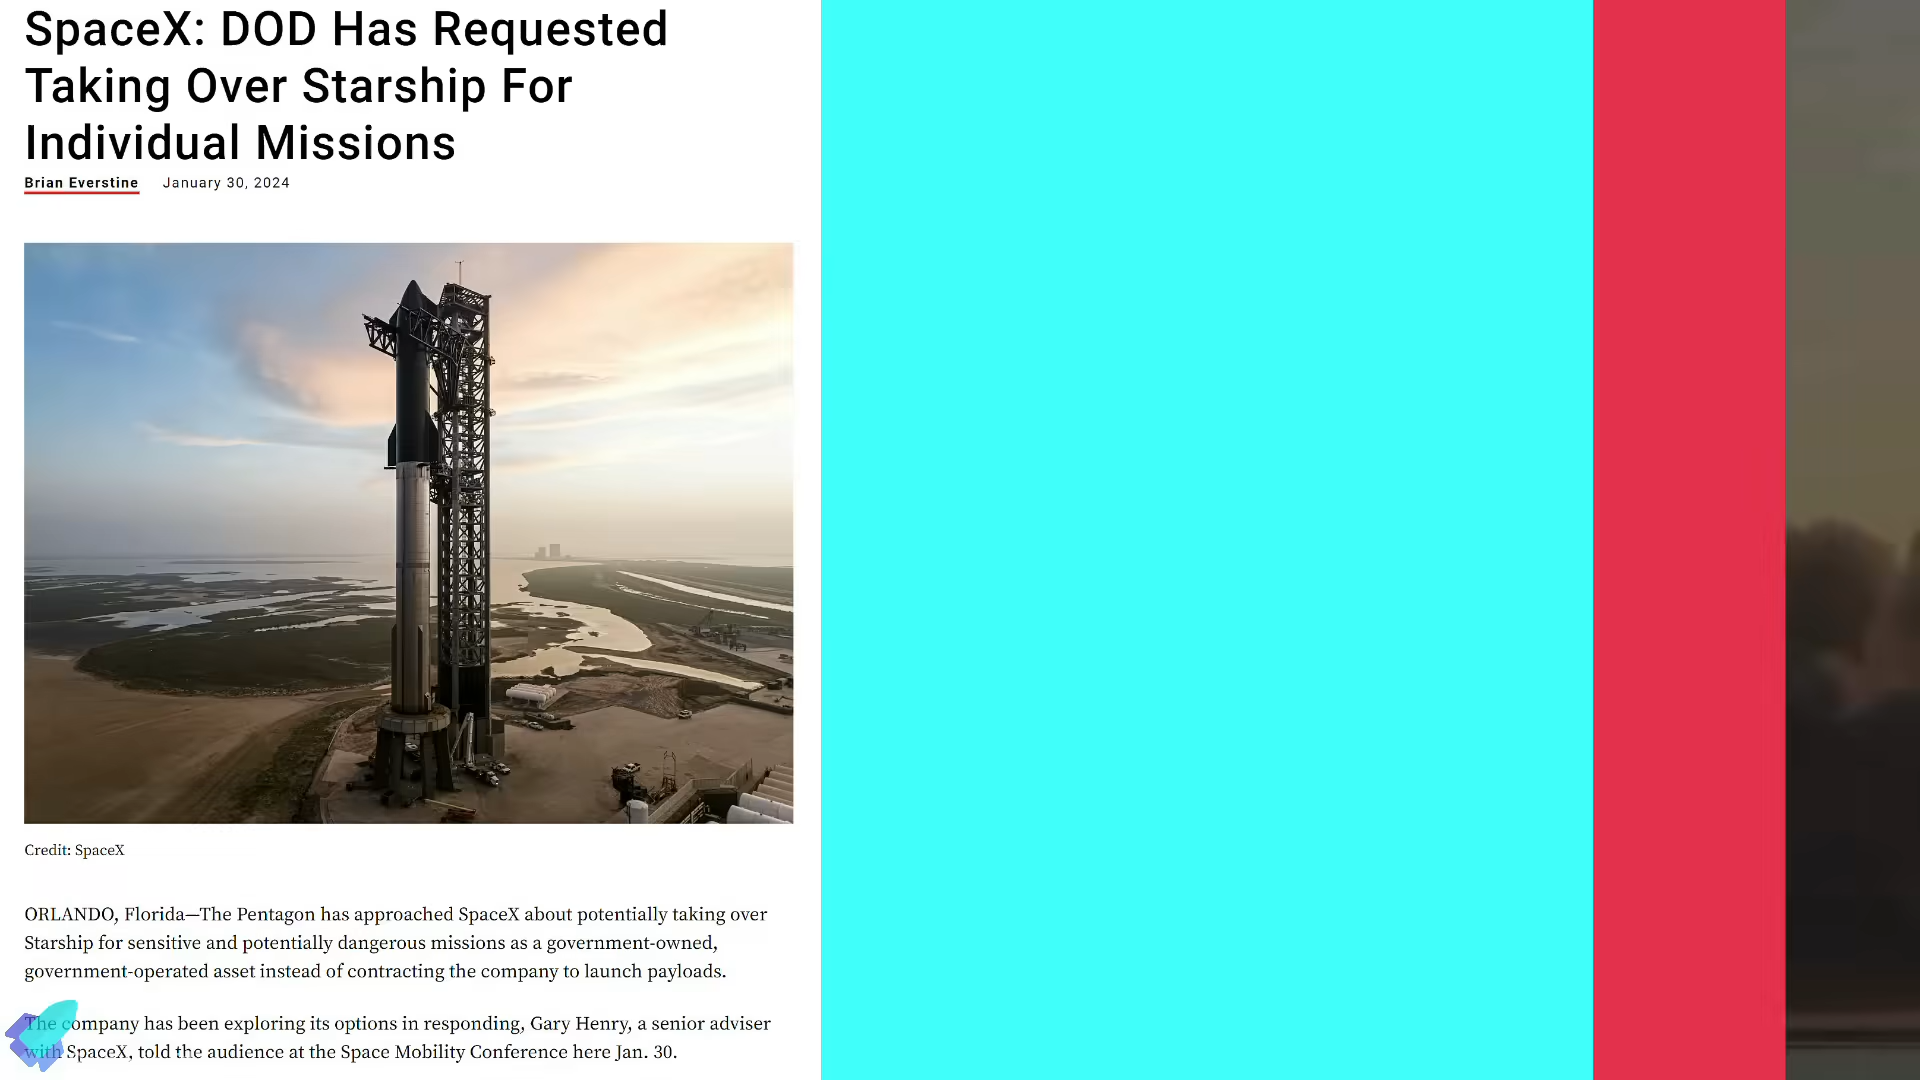 SpaceX: DOD Has Requested
Taking Over Starship For
Individual Missions
Brian Everstine January 30, 2024
Credit: SpaceX
ORLANDO, Florida—The Pentagon has approached SpaceX about potentially taking over
Starship for sensitive and potentially dangerous missions as a government-owned,
government-operated asset instead of contracting the company to launch payloads.
The company has been exploring its options in responding, Gary Henry, a senior adviser
with SpaceX, told the audience at the Space Mobility Conference here Jan. 30.